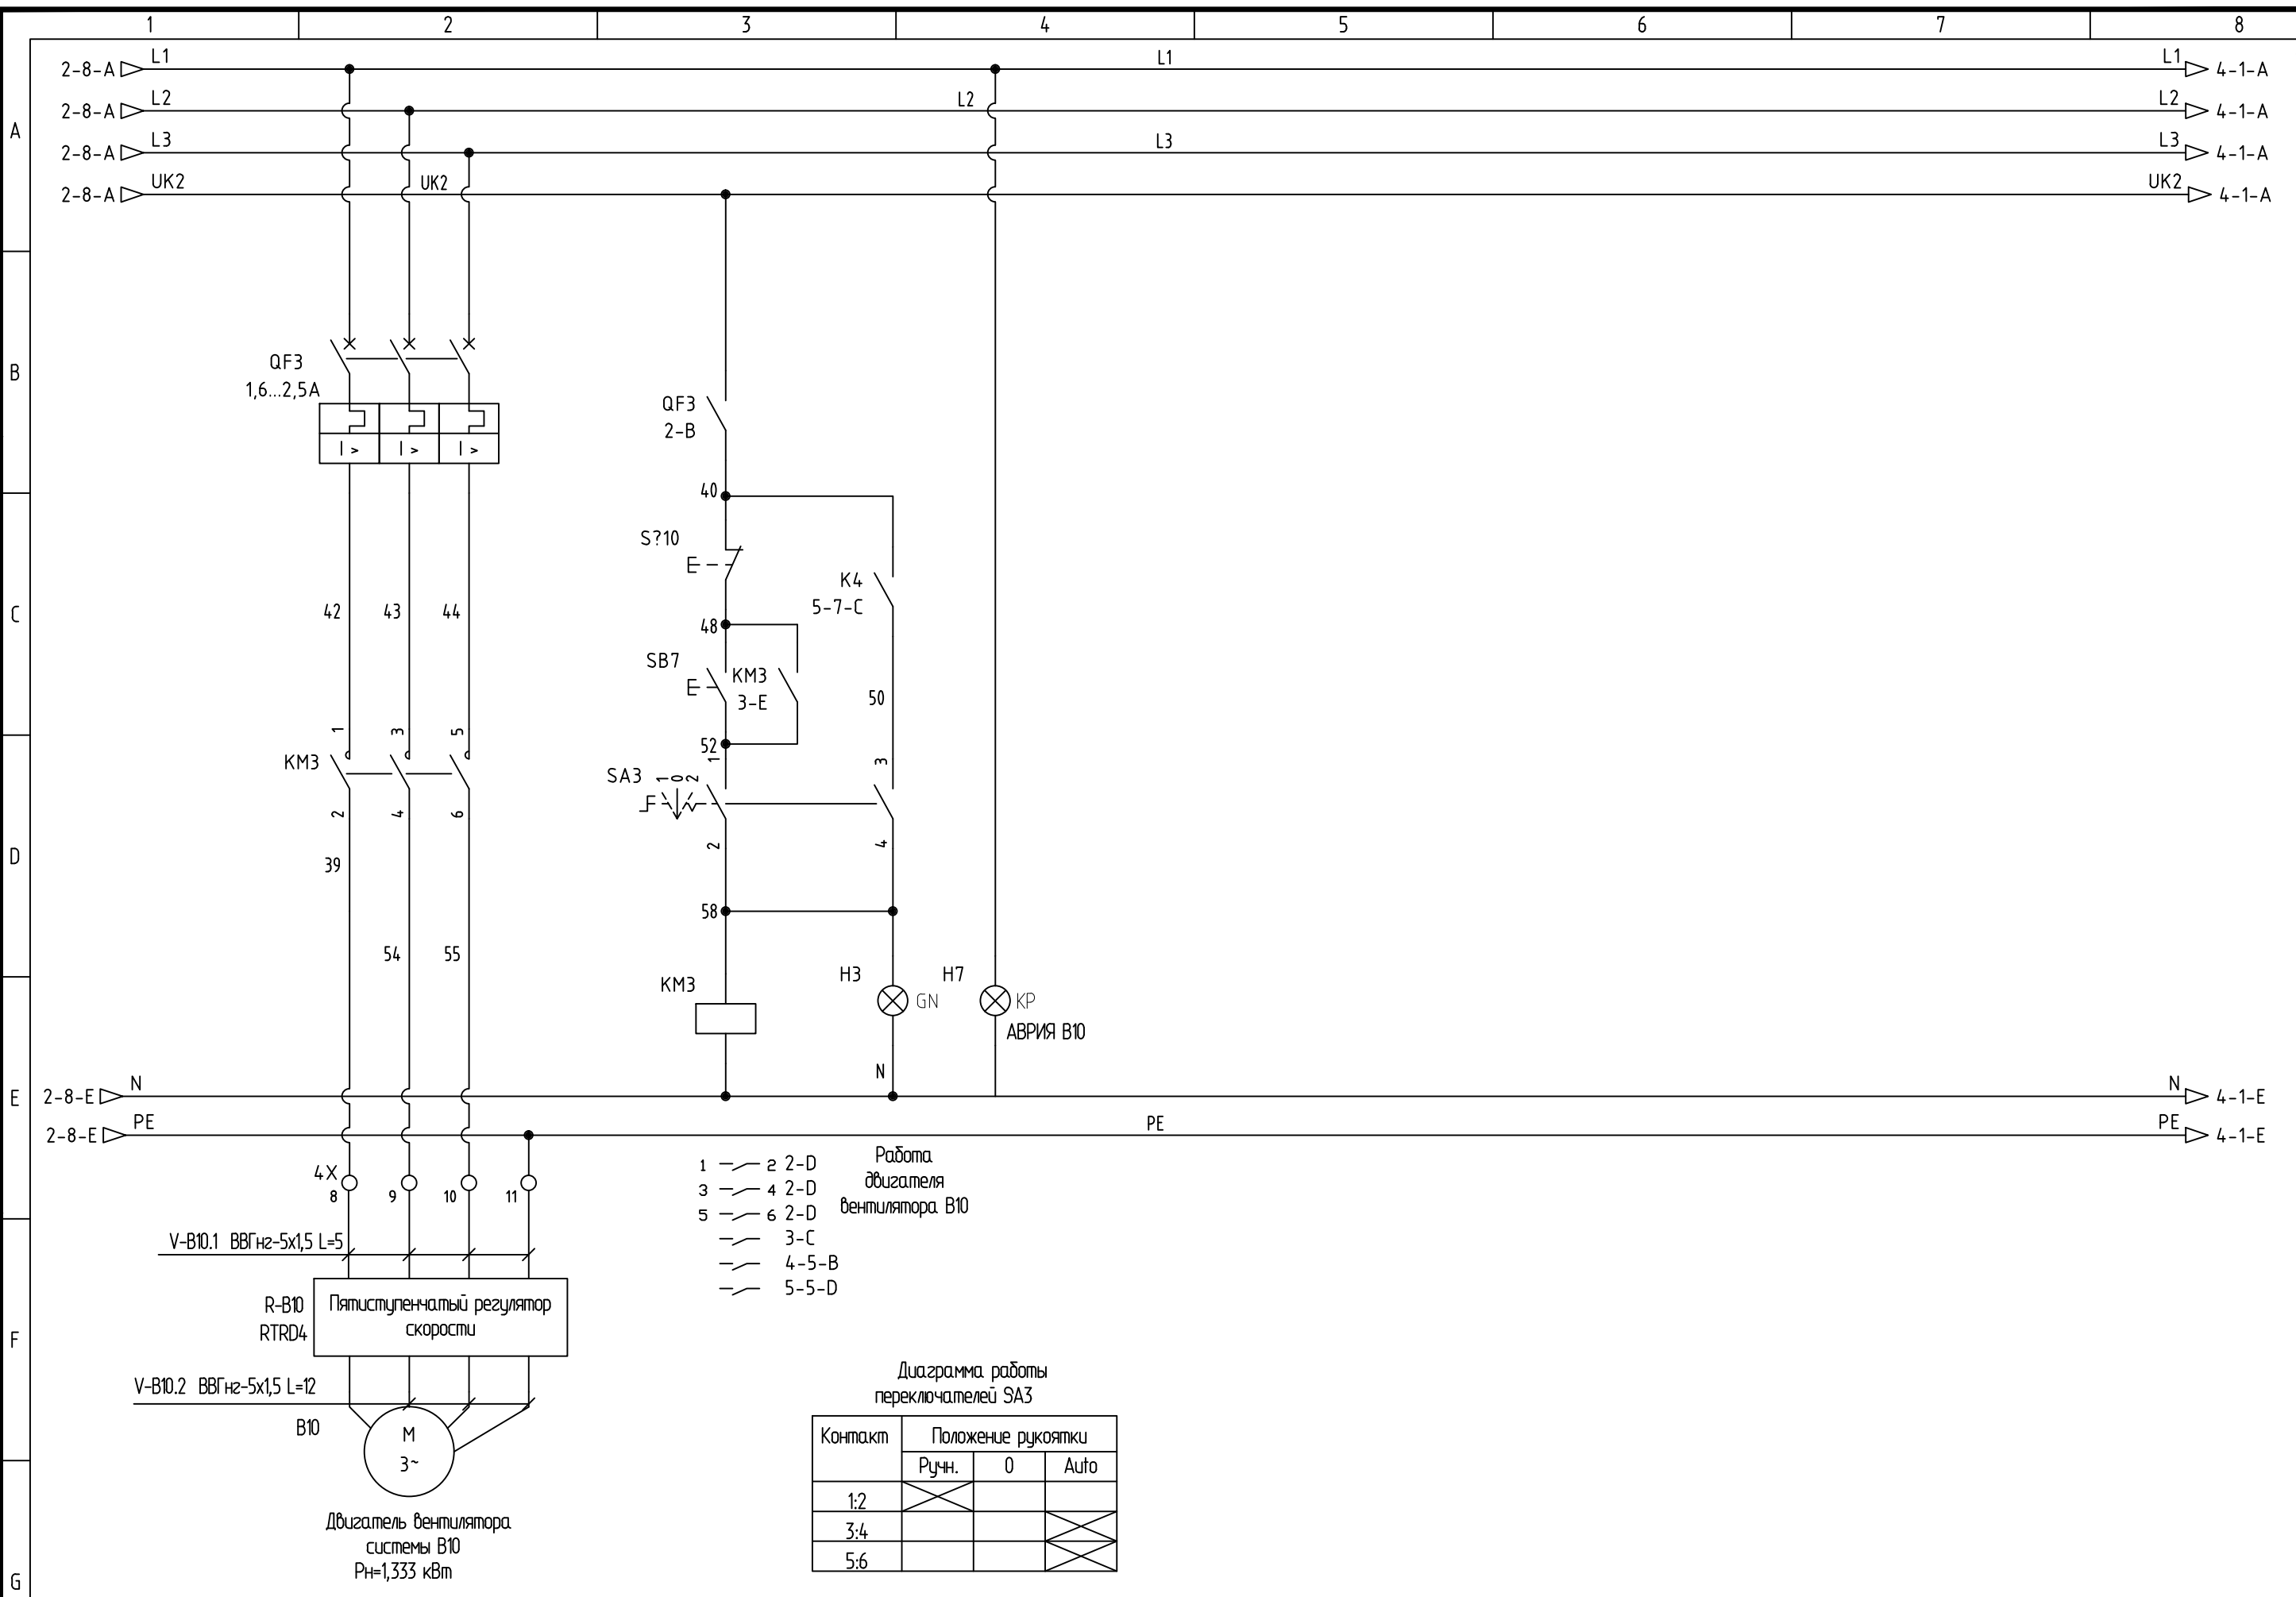 1 2 3 4 5 6 7 8
2-8-A L1 L1 L1 4-1-A
2-8-A L2 L2 L2 4-1-A
A
2-8-A L3 L3 L3 4-1-A
2-8-A UK2 UK2 UK2 4-1-A
B
QF3
1,6...2,5A
I > I > I >
QF3
2-B
40
S?10
K4
5-7-C
C
42 43 44
48
SB7
KM3
3-E
50
52
1 3 5
KM3
2 4 6
SA3
1 0 2
1 3
2 4
D
39
58
54 55
KM3
H3
GN
H7
KP
АВРИЯ В10
N
E
2-8-E N N 4-1-E
2-8-E PE PE PE 4-1-E
4X
8 9 10 11
1 2 2-D
3 4 2-D
5 6 2-D
3-C
4-5-B
5-5-D
Работа
двигателя
вентилятора В10
V-В10.1 ВВГнг-5х1,5 L=5
R-B10
RTRD4
Пятиступенчатый регулятор
скорости
F
V-В10.2 ВВГнг-5х1,5 L=12
В10
M
3~
Двигатель вентилятора
системы В10
Рн=1,333 кВт
Диаграмма работы
переключателей SA3
Контакт Положение рукоятки
Ручн. 0 Auto
1:2
3:4
5:6
G